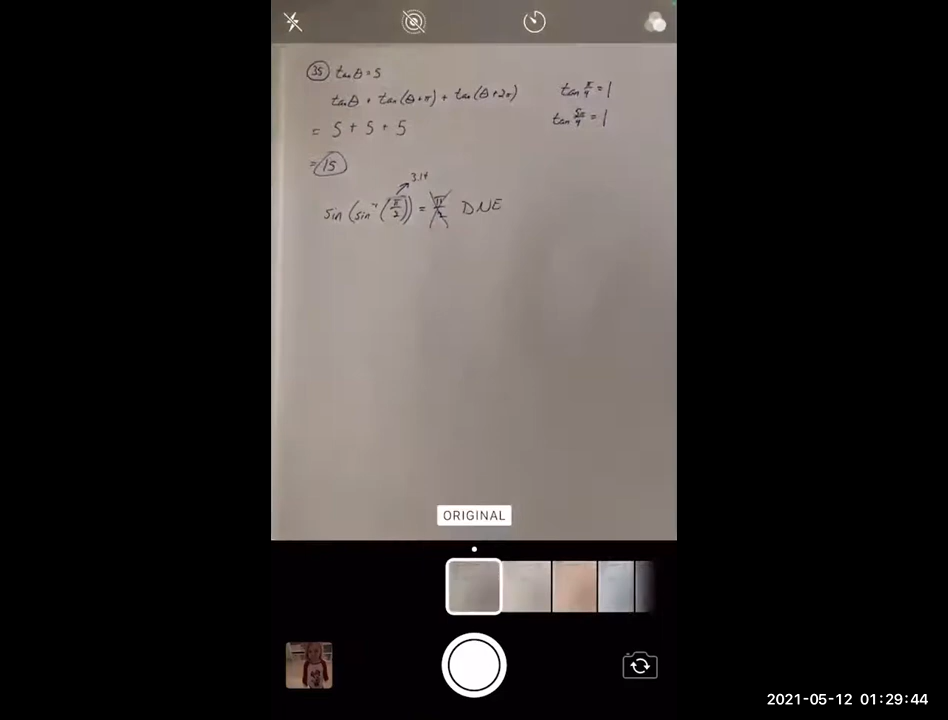 35 tan θ = 5
tan θ + tan(θ+π) + tan(θ+2π)
= 5 + 5 + 5
= 15
tan π/4 = 1
tan 5π/4 = 1
3.14
sin(sin⁻¹(π/2)) = π/2 DNE
ORIGINAL
2021-05-12 01:29:44